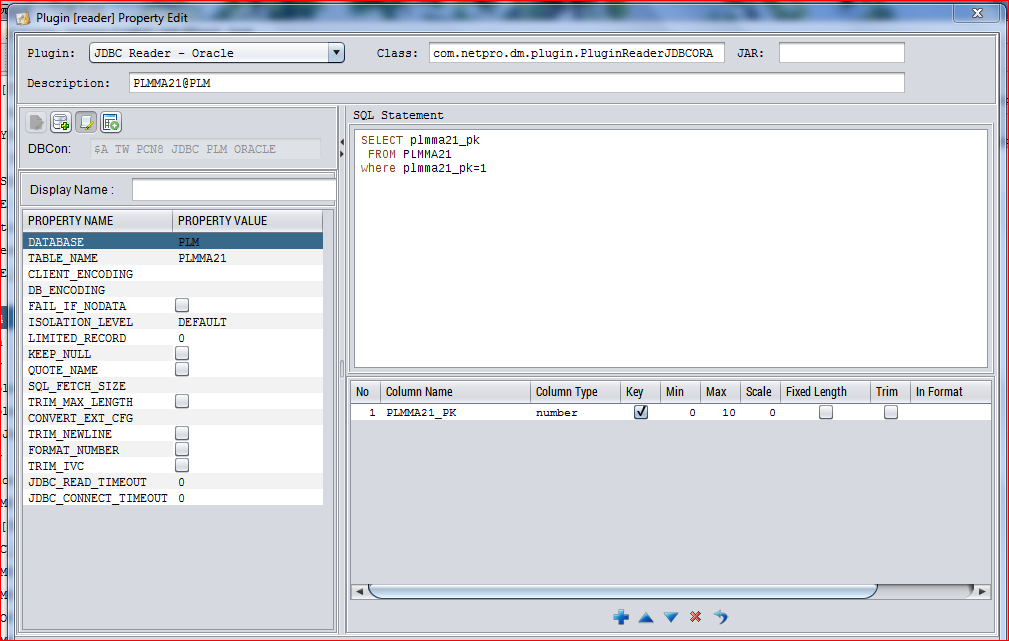 Plugin [reader] Property Edit
Plugin: JDBC Reader - Oracle Class: com.netpro.dm.plugin.PluginReaderJDBCORA JAR:
Description: PLMMA21@PLM
DBCon: $A TW PCN8 JDBC PLM ORACLE
Display Name :
PROPERTY NAME PROPERTY VALUE
DATABASE PLM
TABLE_NAME PLMMA21
CLIENT_ENCODING
DB_ENCODING
FAIL_IF_NODATA
ISOLATION_LEVEL DEFAULT
LIMITED_RECORD 0
KEEP_NULL
QUOTE_NAME
SQL_FETCH_SIZE
TRIM_MAX_LENGTH
CONVERT_EXT_CFG
TRIM_NEWLINE
FORMAT_NUMBER
TRIM_IVC
JDBC_READ_TIMEOUT 0
JDBC_CONNECT_TIMEOUT 0
SQL Statement
SELECT plmma21_pk
FROM PLMMA21
where plmma21_pk=1
No Column Name Column Type Key Min Max Scale Fixed Length Trim In Format
1 PLMMA21_PK number 0 10 0